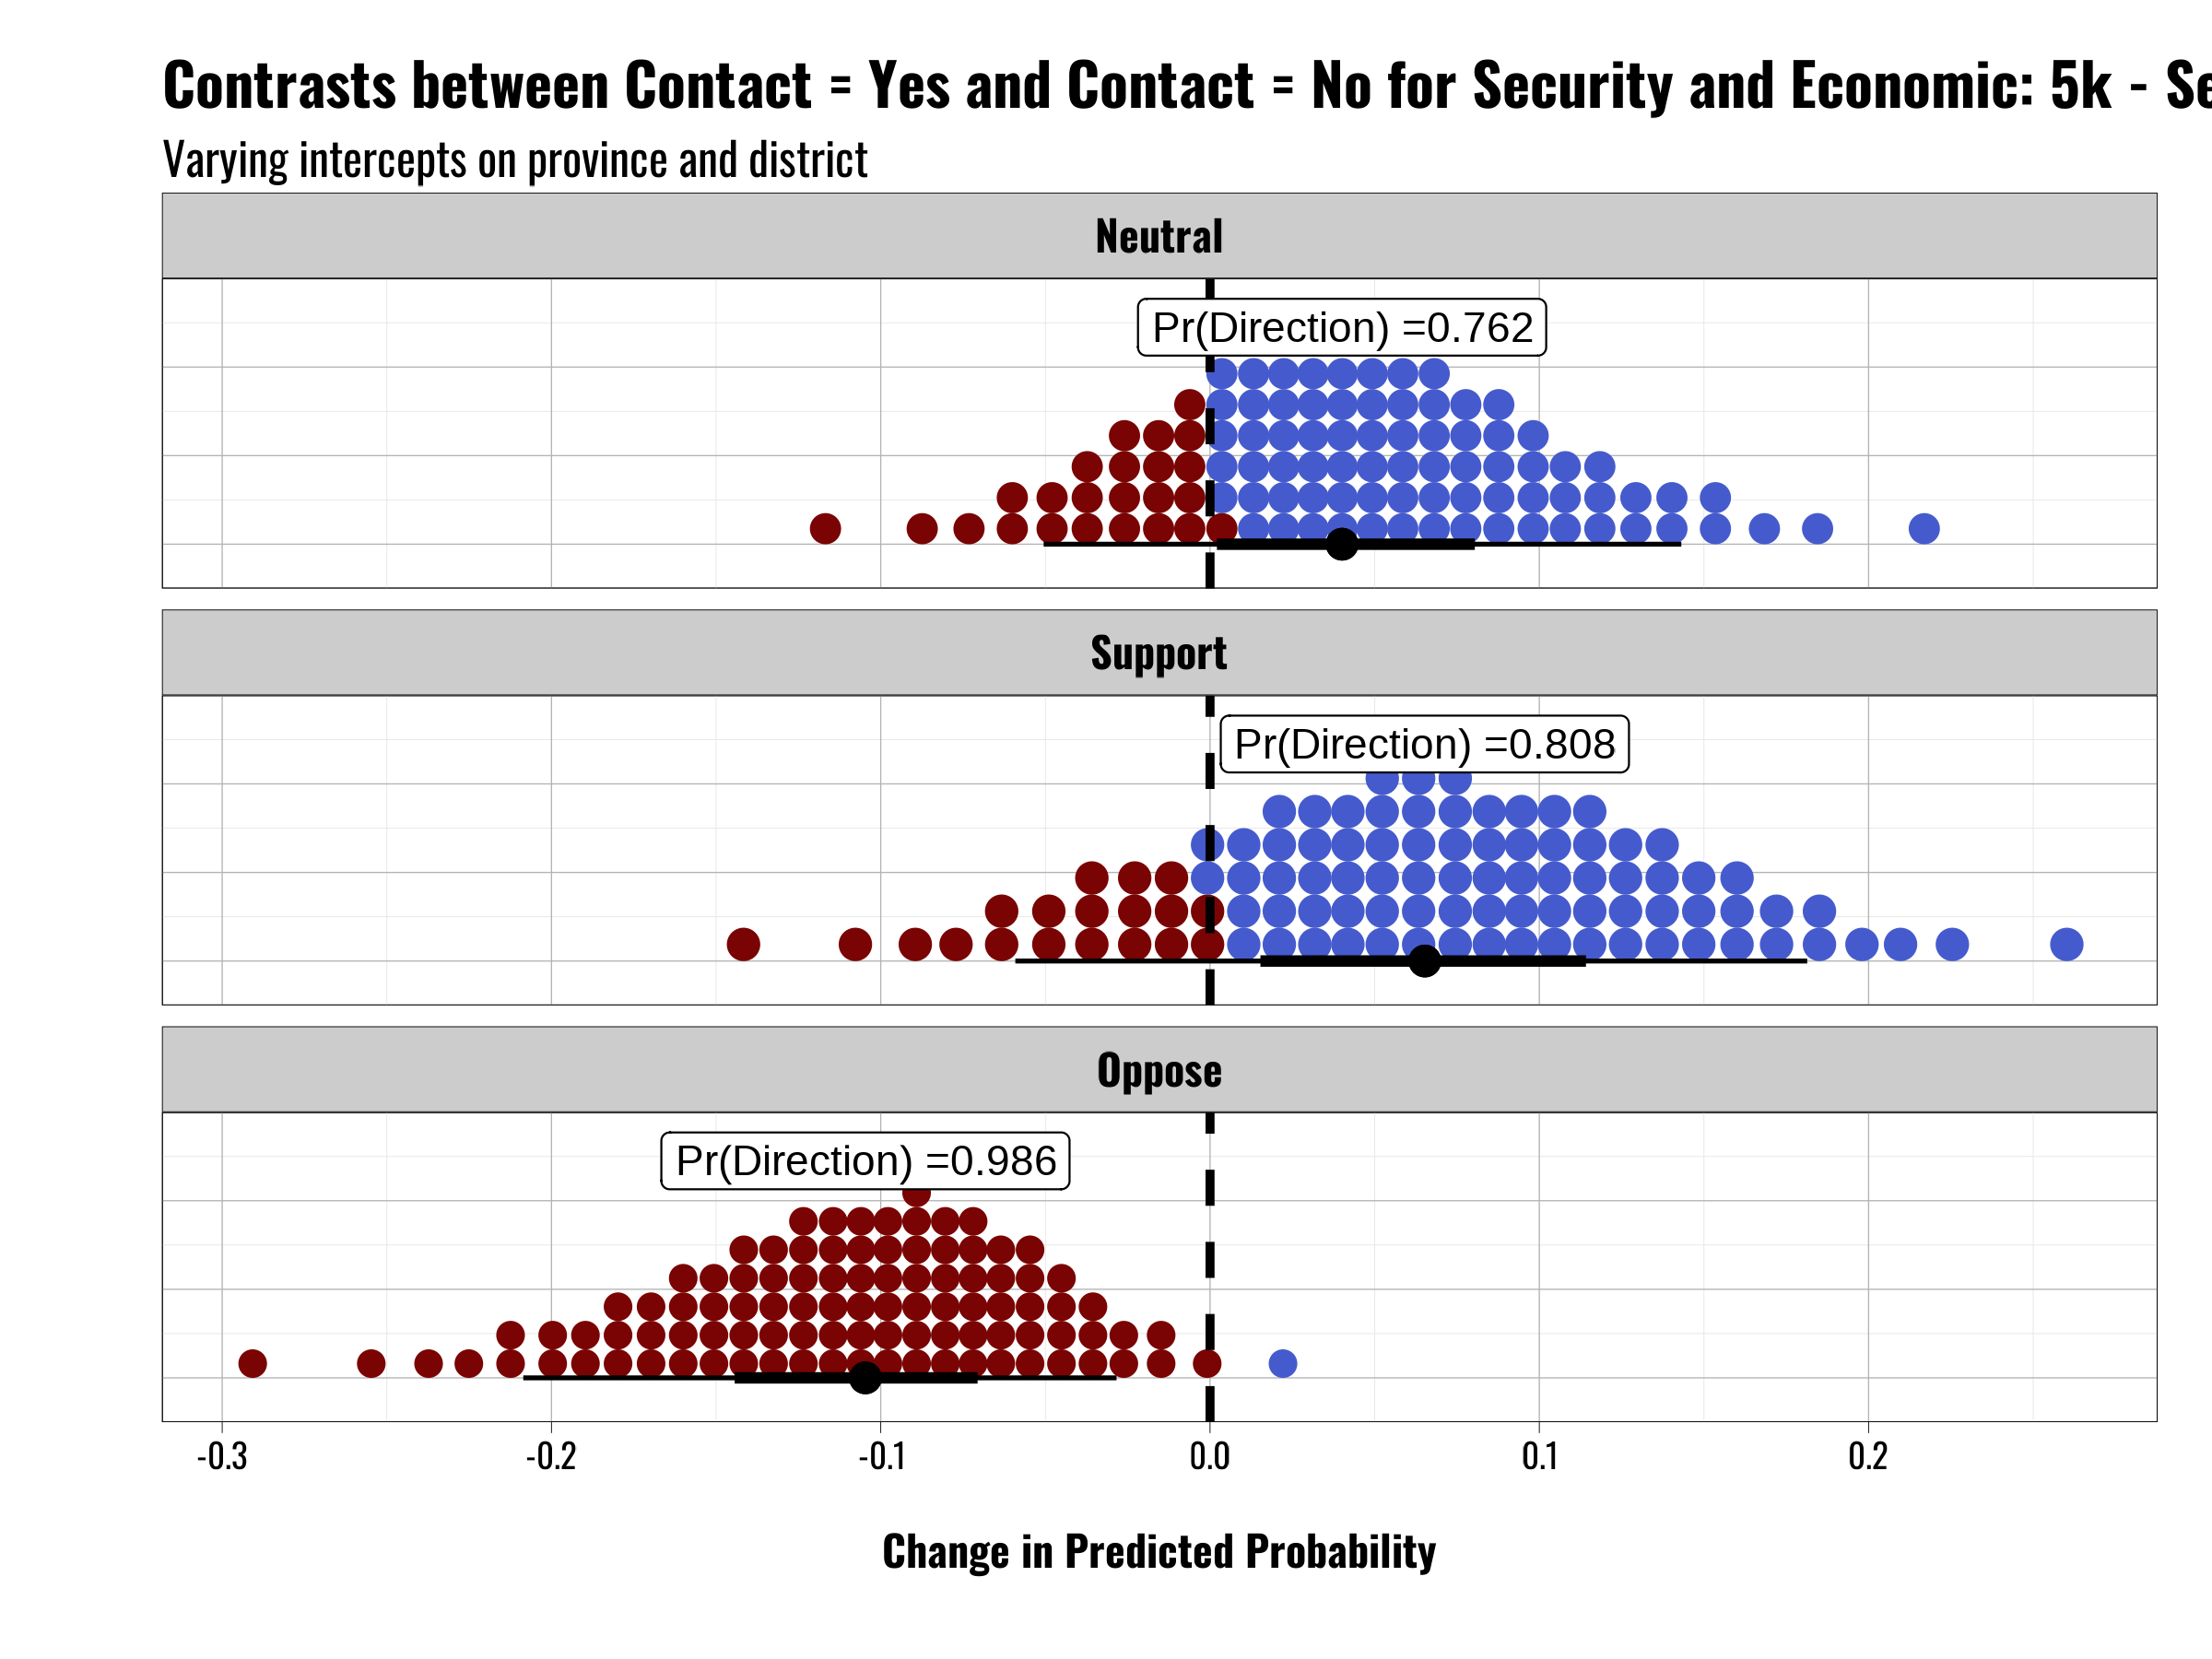 Contrasts between Contact = Yes and Contact = No for Security and Economic: 5k -
Varying intercepts on province and district
Neutral
Pr(Direction) =0.762
Support
Pr(Direction) =0.808
Oppose
Pr(Direction) =0.986
-0.3 -0.2 -0.1 0.0 0.1 0.2
Change in Predicted Probability